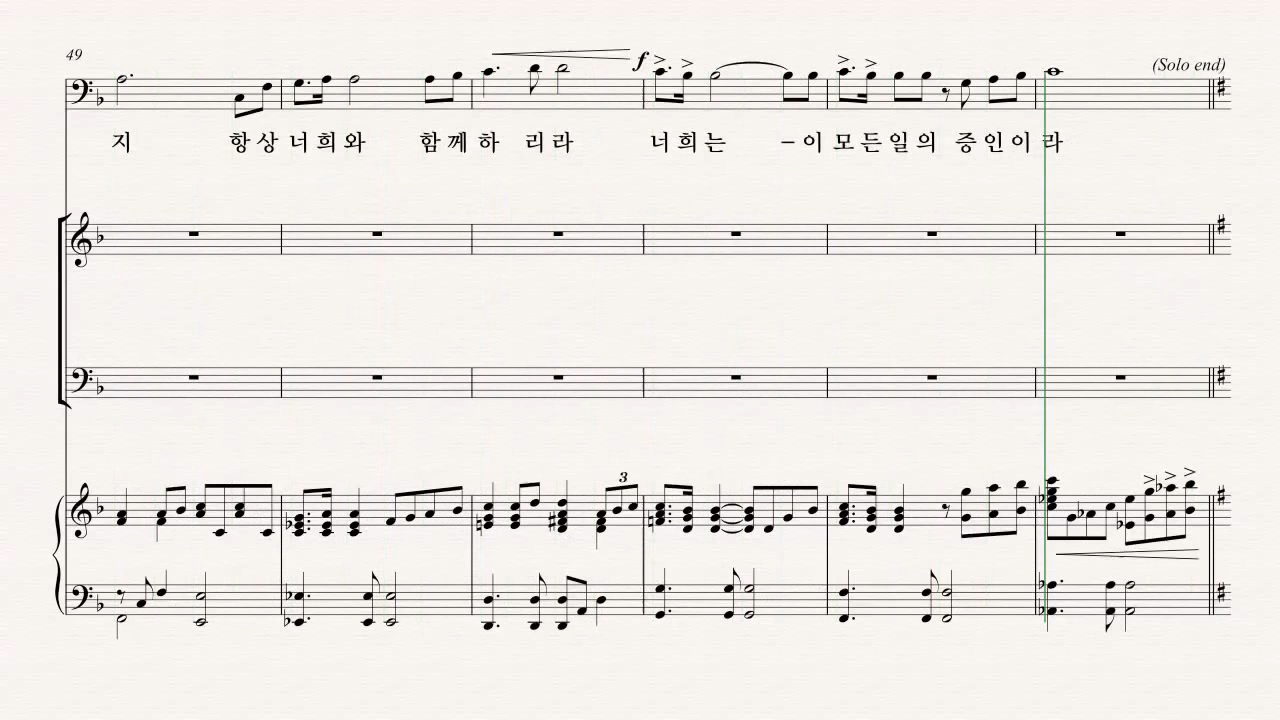 49
f
(Solo end)
지 항상 너희와 함께 하 리라 너희는 –이 모든일의 증인이 라
3